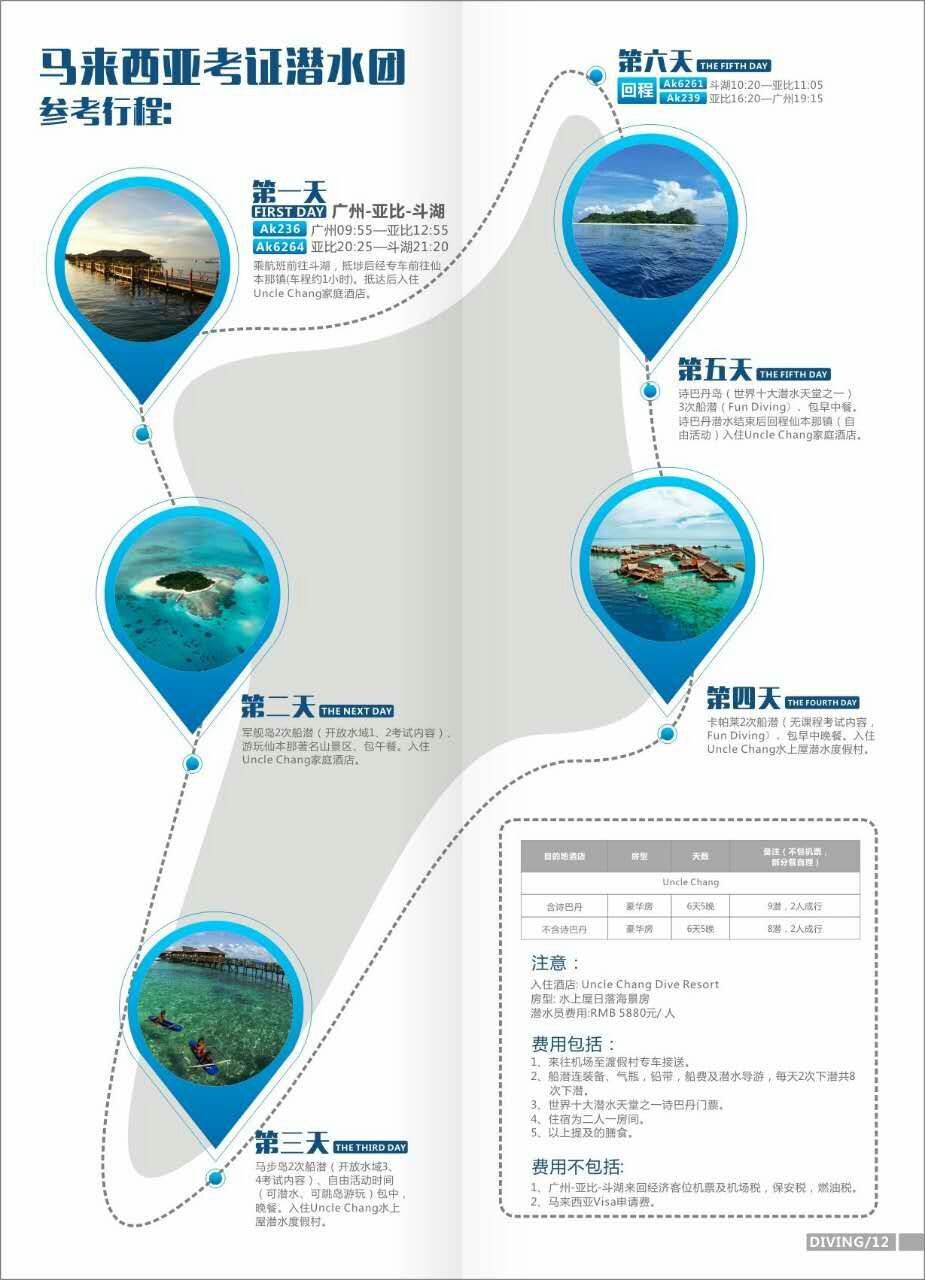 马来西亚考证潜水团
参考行程:
第一天
FIRST DAY 广州-亚比-斗湖
Ak236 广州09:55—亚比12:55
Ak6264 亚比20:25—斗湖21:20
乘航班前往斗湖，抵埗后经专车前往仙
本那镇(车程约1小时)。抵达后入住
Uncle Chang家庭酒店。
第二天 THE NEXT DAY
军舰岛2次船潜（开放水域1、2考试内容）、
游玩仙本那著名山景区、包午餐。入住
Uncle Chang家庭酒店。
第三天 THE THIRD DAY
马步岛2次船潜（开放水域3、
4考试内容）、自由活动时间
（可潜水、可跳岛游玩）包中，
晚餐。入住Uncle Chang水上
屋潜水度假村。
第六天 THE FIFTH DAY
回程 Ak6261 斗湖10:20—亚比11:05
Ak239 亚比16:20—广州19:15
第五天 THE FIFTH DAY
诗巴丹岛（世界十大潜水天堂之一）
3次船潜（Fun Diving）、包早中餐。
诗巴丹潜水结束后回程仙本那镇（自
由活动）入住Uncle Chang家庭酒店。
第四天 THE FOURTH DAY
卡帕莱2次船潜（无课程考试内容，
Fun Diving）、包早中晚餐。入住
Uncle Chang水上屋潜水度假村。
目的地酒店 房型 天数 备注（不包机票，
部分餐自理）
Uncle Chang
含诗巴丹 豪华房 6天5晚 9潜，2人成行
不含诗巴丹 豪华房 6天5晚 8潜，2人成行
注意：
入住酒店: Uncle Chang Dive Resort
房型: 水上屋日落海景房
潜水员费用:RMB 5880元/ 人
费用包括：
1、来往机场至渡假村专车接送。
2、船潜连装备、气瓶，铅带，船费及潜水导游，每天2次下潜共8
次下潜。
3、世界十大潜水天堂之一诗巴丹门票。
4、住宿为二人一房间。
5、以上提及的膳食。
费用不包括:
1、广州-亚比-斗湖来回经济客位机票及机场税，保安税，燃油税。
2、马来西亚Visa申请费。
DIVING/12